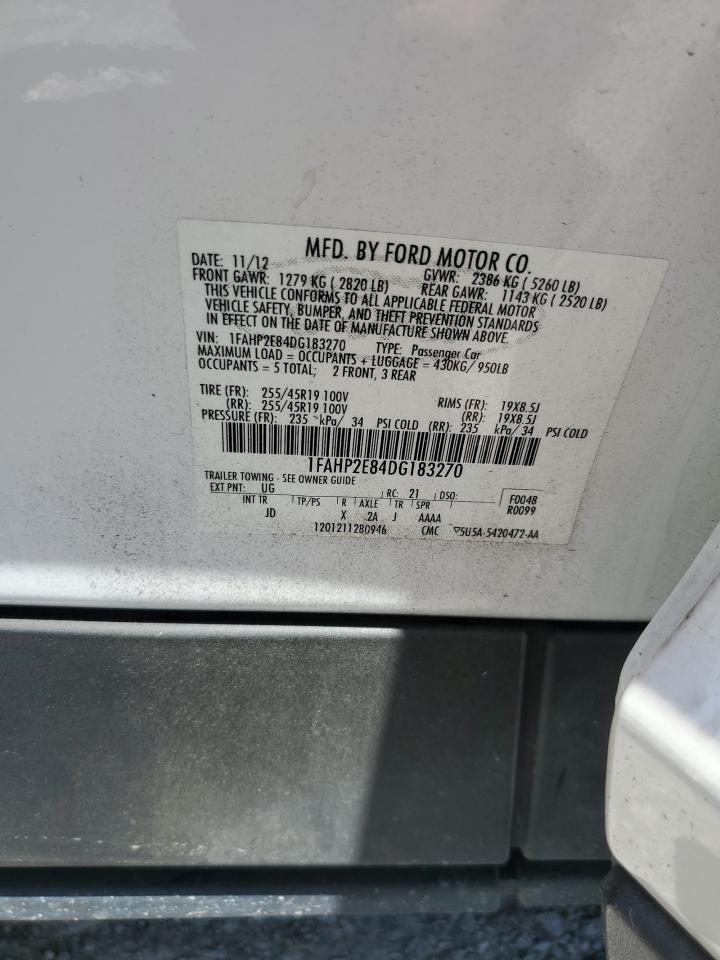 MFD. BY FORD MOTOR CO.
DATE: 11/12 GVWR: 2386 KG ( 5260 LB)
FRONT GAWR: 1279 KG ( 2820 LB) REAR GAWR: 1143 KG ( 2520 LB)
THIS VEHICLE CONFORMS TO ALL APPLICABLE FEDERAL MOTOR
VEHICLE SAFETY, BUMPER, AND THEFT PREVENTION STANDARDS
IN EFFECT ON THE DATE OF MANUFACTURE SHOWN ABOVE
VIN: 1FAHP2E84DG183270 TYPE: Passenger Car
MAXIMUM LOAD = OCCUPANTS + LUGGAGE = 430KG/ 950LB
OCCUPANTS = 5 TOTAL; 2 FRONT, 3 REAR
TIRE (FR): 255/45R19 100V RIMS (FR): 19X8.5J
(RR): 255/45R19 100V (RR): 19X8.5J
PRESSURE (FR): 235 kPa/ 34 PSI COLD (RR): 235 kPa/ 34 PSI COLD
1FAHP2E84DG183270
TRAILER TOWING - SEE OWNER GUIDE
EXT PNT: UG RC: 21 DSO: F0048
INT TR TP/PS R AXLE TR SPR R0099
JD X 2A J AAAA
1201211280946 CMC ▽5U5A-5420472-AA